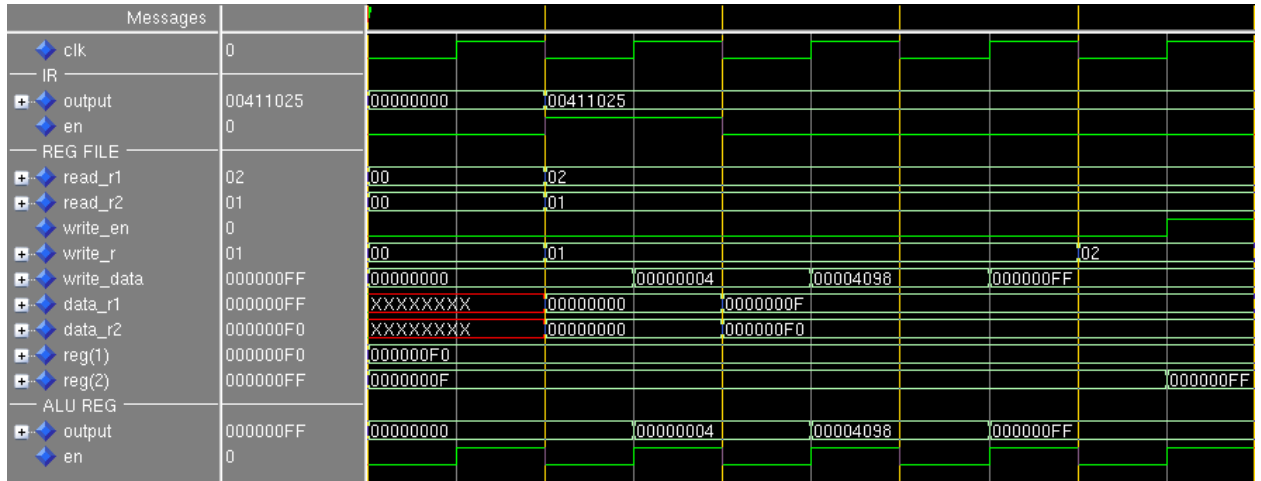 Messages
clk 0
IR
output 00411025 00000000 00411025
en 0
REG FILE
read_r1 02 00 02
read_r2 01 00 01
write_en 0
write_r 01 00 01 02
write_data 000000FF 00000000 00000004 00004098 000000FF
data_r1 000000FF XXXXXXXX 00000000 0000000F
data_r2 000000F0 XXXXXXXX 00000000 000000F0
reg(1) 000000F0 000000F0
reg(2) 000000FF 0000000F 000000FF
ALU REG
output 000000FF 00000000 00000004 00004098 000000FF
en 0